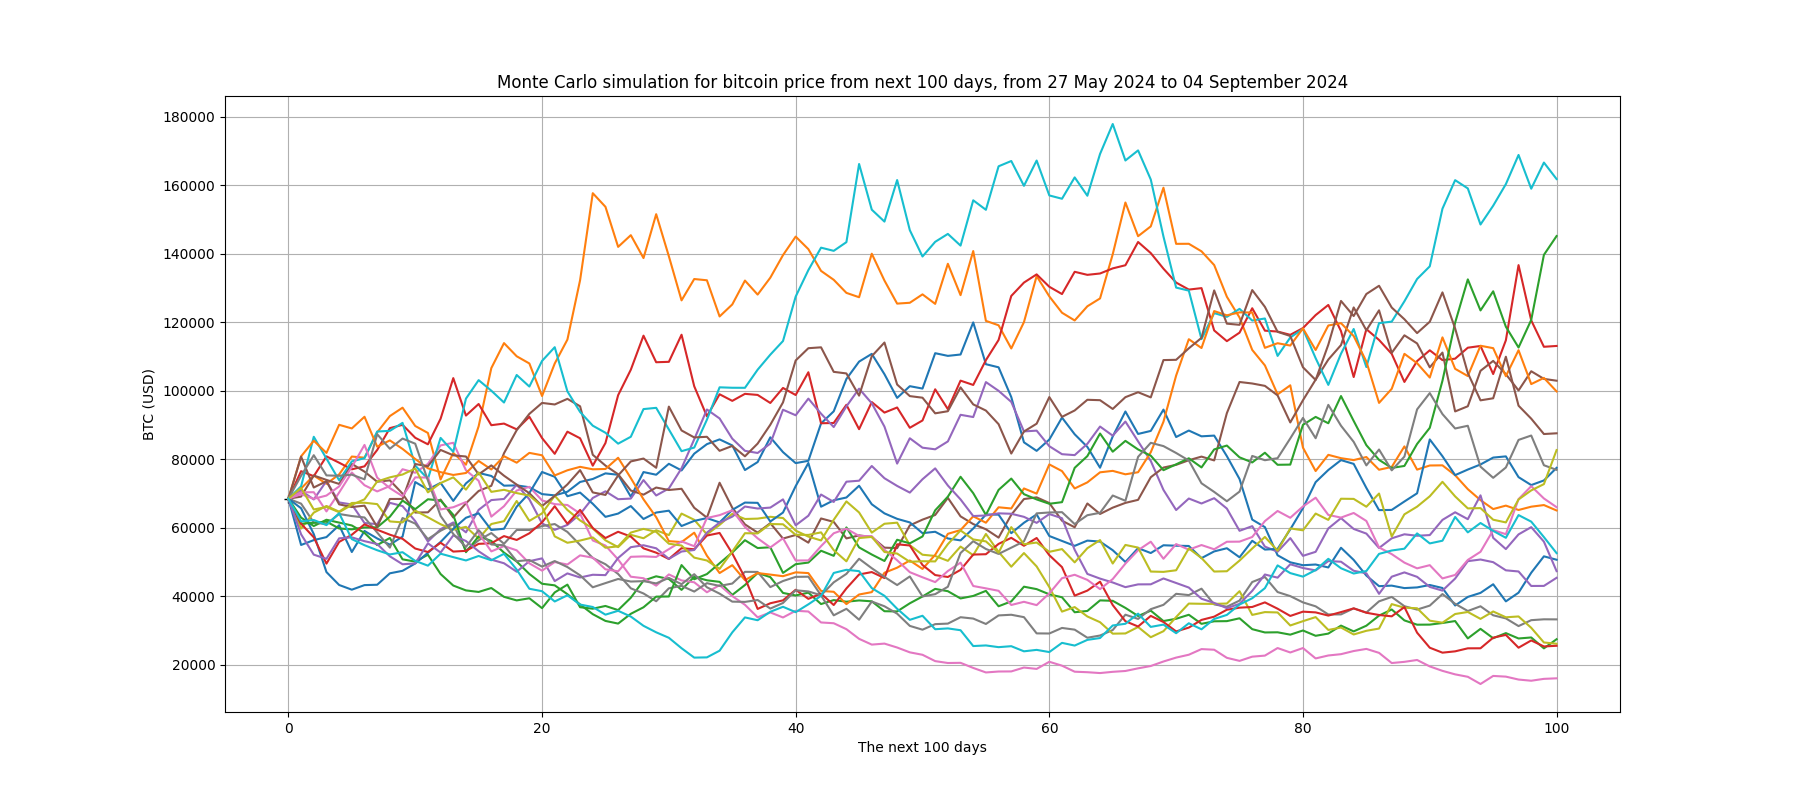 Monte Carlo simulation for bitcoin price from next 100 days, from 27 May 2024 to 04 September 2024
180000
160000
140000
120000
100000
80000
60000
40000
20000
BTC (USD)
0 20 40 60 80 100
The next 100 days